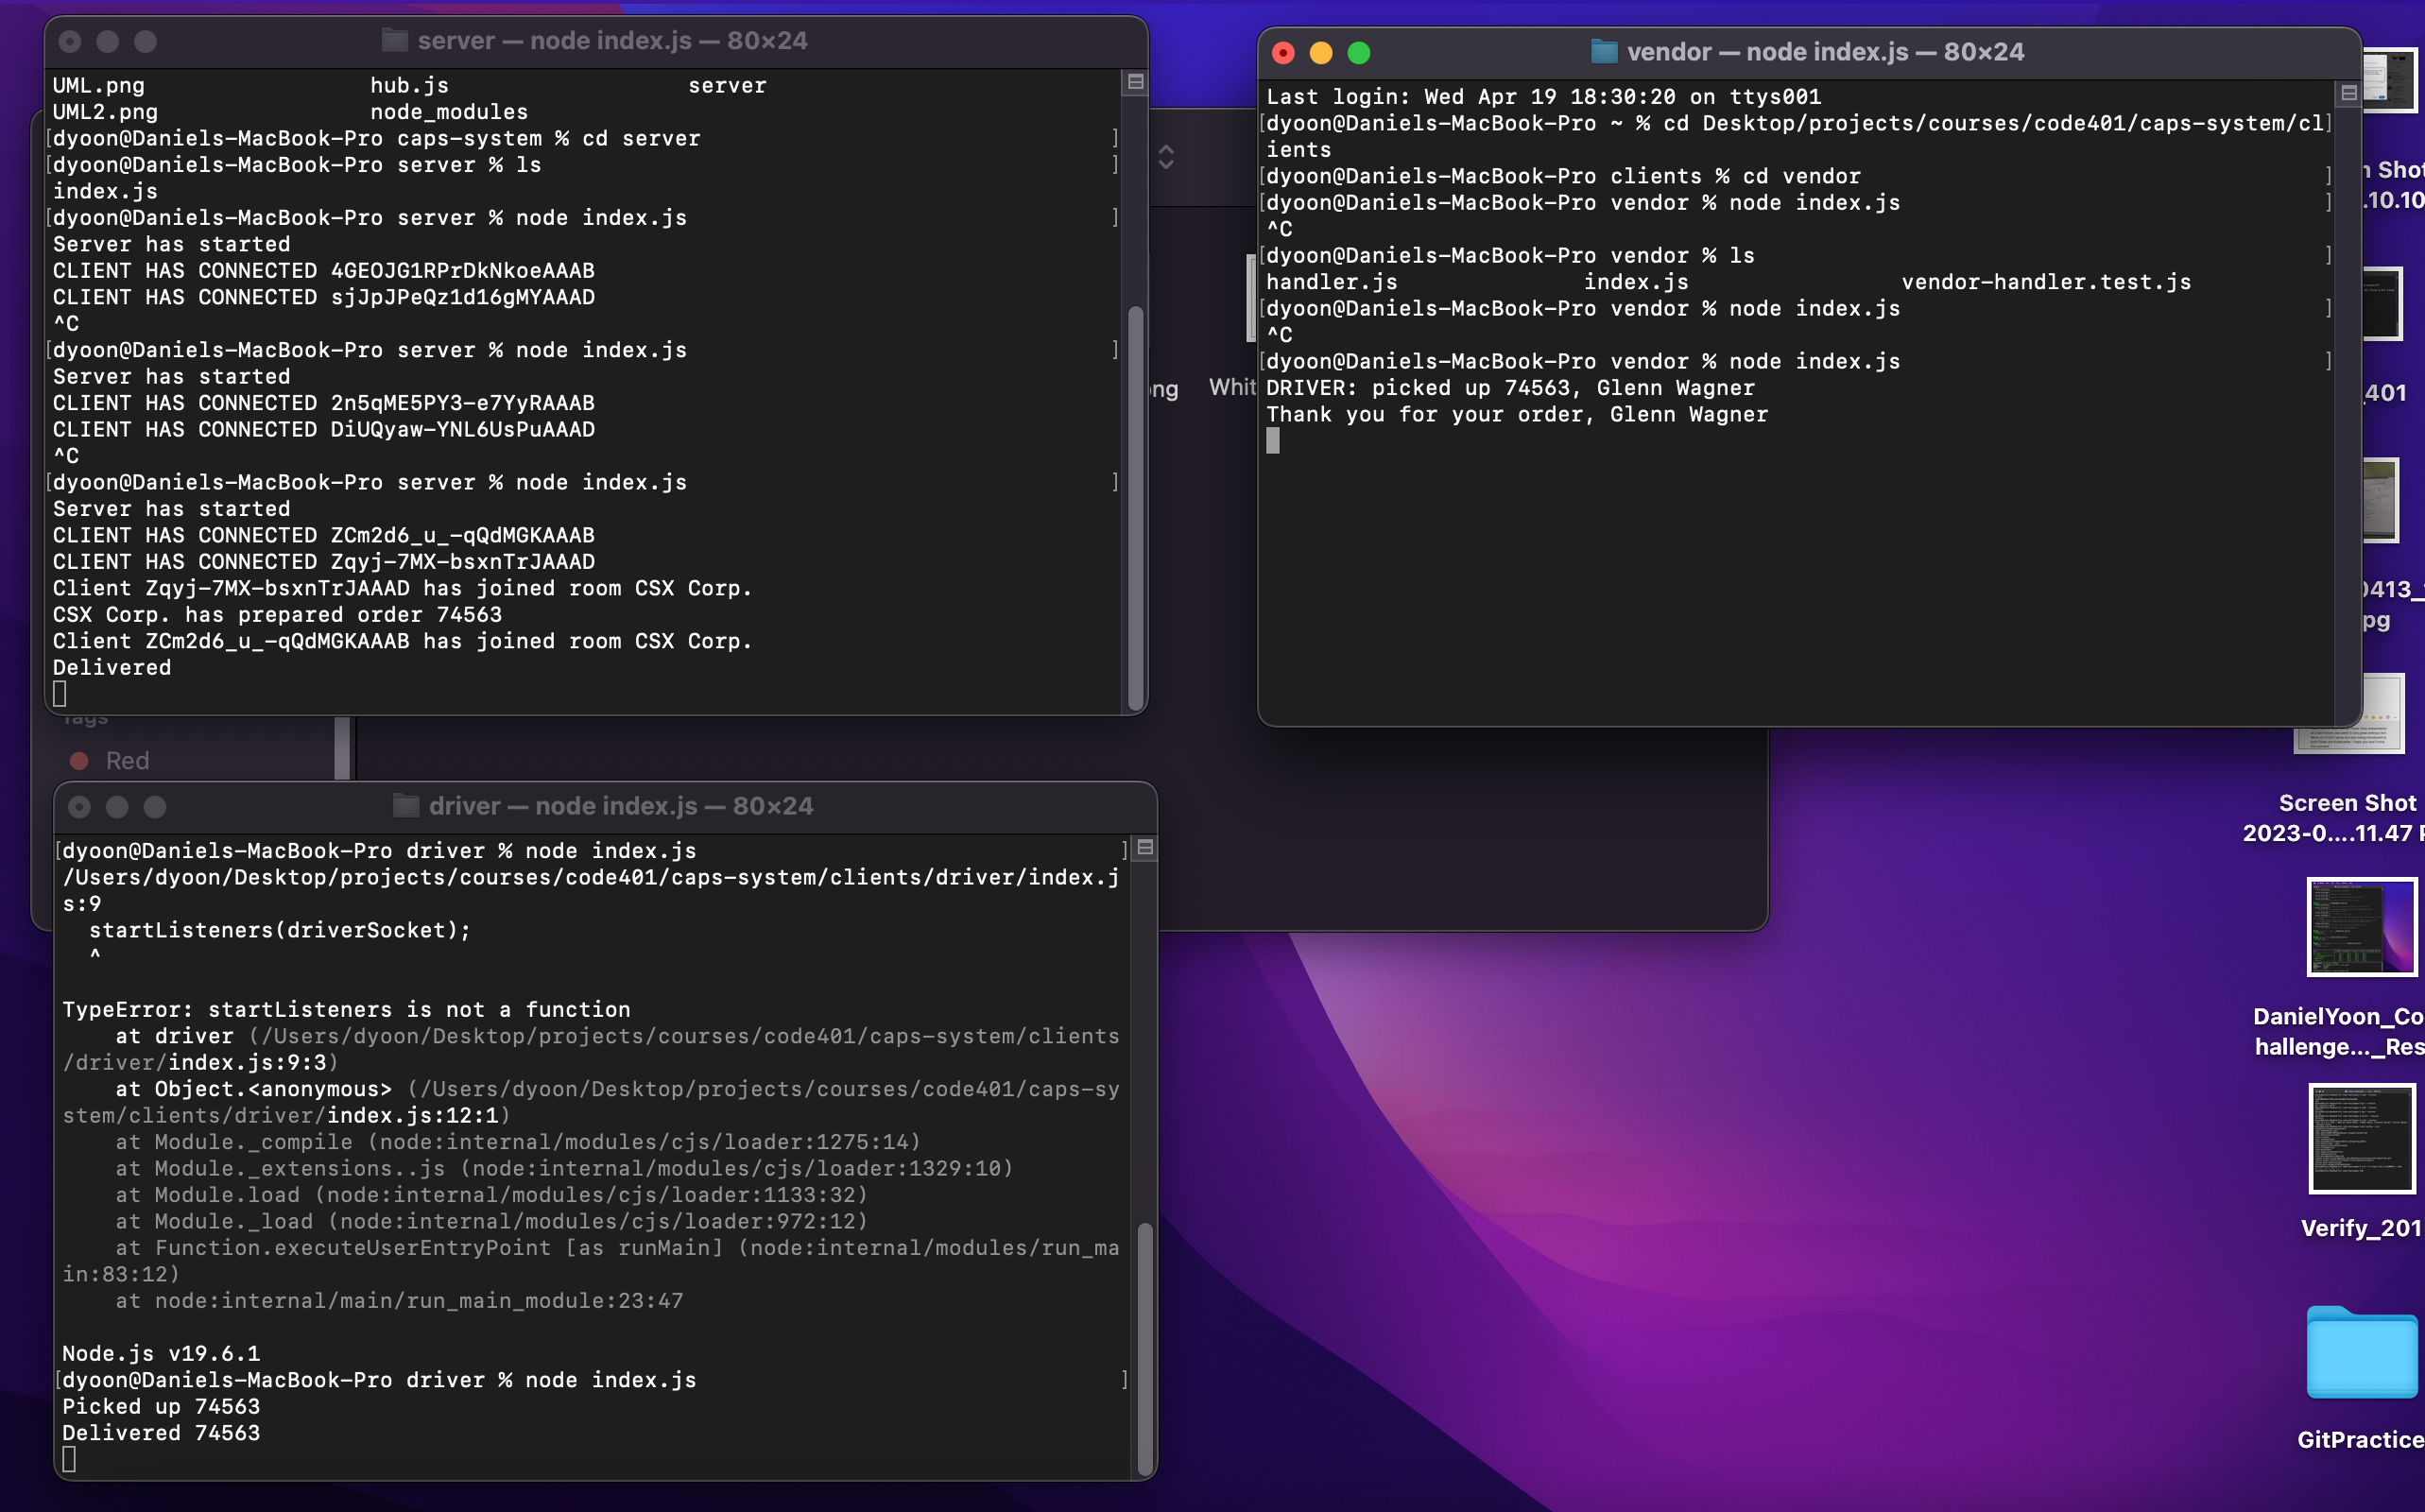 server — node index.js — 80×24
UML.png hub.js server
UML2.png node_modules
[dyoon@Daniels-MacBook-Pro caps-system % cd server ]
[dyoon@Daniels-MacBook-Pro server % ls ]
index.js
[dyoon@Daniels-MacBook-Pro server % node index.js ]
Server has started
CLIENT HAS CONNECTED 4GEOJG1RPrDkNkoeAAAB
CLIENT HAS CONNECTED sjJpJPeQz1d16gMYAAAD
^C
[dyoon@Daniels-MacBook-Pro server % node index.js ]
Server has started
CLIENT HAS CONNECTED 2n5qME5PY3-e7YyRAAAB
CLIENT HAS CONNECTED DiUQyaw-YNL6UsPuAAAD
^C
[dyoon@Daniels-MacBook-Pro server % node index.js ]
Server has started
CLIENT HAS CONNECTED ZCm2d6_u_-qQdMGKAAAB
CLIENT HAS CONNECTED Zqyj-7MX-bsxnTrJAAAD
Client Zqyj-7MX-bsxnTrJAAAD has joined room CSX Corp.
CSX Corp. has prepared order 74563
Client ZCm2d6_u_-qQdMGKAAAB has joined room CSX Corp.
Delivered
vendor — node index.js — 80×24
Last login: Wed Apr 19 18:30:20 on ttys001
[dyoon@Daniels-MacBook-Pro ~ % cd Desktop/projects/courses/code401/caps-system/cl]
ients
[dyoon@Daniels-MacBook-Pro clients % cd vendor ]
[dyoon@Daniels-MacBook-Pro vendor % node index.js ]
^C
[dyoon@Daniels-MacBook-Pro vendor % ls ]
handler.js index.js vendor-handler.test.js
[dyoon@Daniels-MacBook-Pro vendor % node index.js ]
^C
[dyoon@Daniels-MacBook-Pro vendor % node index.js ]
DRIVER: picked up 74563, Glenn Wagner
Thank you for your order, Glenn Wagner
Tags
Red
driver — node index.js — 80×24
[dyoon@Daniels-MacBook-Pro driver % node index.js ]
/Users/dyoon/Desktop/projects/courses/code401/caps-system/clients/driver/index.j
s:9
startListeners(driverSocket);
^
TypeError: startListeners is not a function
at driver (/Users/dyoon/Desktop/projects/courses/code401/caps-system/clients
/driver/index.js:9:3)
at Object.<anonymous> (/Users/dyoon/Desktop/projects/courses/code401/caps-sy
stem/clients/driver/index.js:12:1)
at Module._compile (node:internal/modules/cjs/loader:1275:14)
at Module._extensions..js (node:internal/modules/cjs/loader:1329:10)
at Module.load (node:internal/modules/cjs/loader:1133:32)
at Module._load (node:internal/modules/cjs/loader:972:12)
at Function.executeUserEntryPoint [as runMain] (node:internal/modules/run_ma
in:83:12)
at node:internal/main/run_main_module:23:47
Node.js v19.6.1
[dyoon@Daniels-MacBook-Pro driver % node index.js ]
Picked up 74563
Delivered 74563
ng Whit
n Shot
.10.10
_401
0413_
pg
Screen Shot
2023-0....11.47 P
DanielYoon_Co
hallenge..._Res
Verify_201
GitPractice